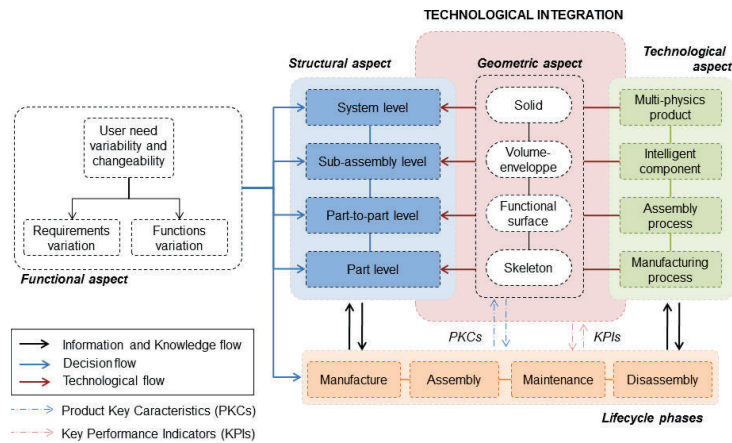 TECHNOLOGICAL INTEGRATION
Structural aspect
Geometric aspect
Technological
aspect
User need
variability and
changeability
Requirements
variation
Functions
variation
Functional aspect
System level
Sub-assembly level
Part-to-part level
Part level
Solid
Volume-
enveloppe
Functional
surface
Skeleton
Multi-physics
product
Intelligent
component
Assembly
process
Manufacturing
process
PKCs
KPIs
Manufacture
Assembly
Maintenance
Disassembly
Lifecycle phases
Information and Knowledge flow
Decision flow
Technological flow
Product Key Caracteristics (PKCs)
Key Performance Indicators (KPIs)